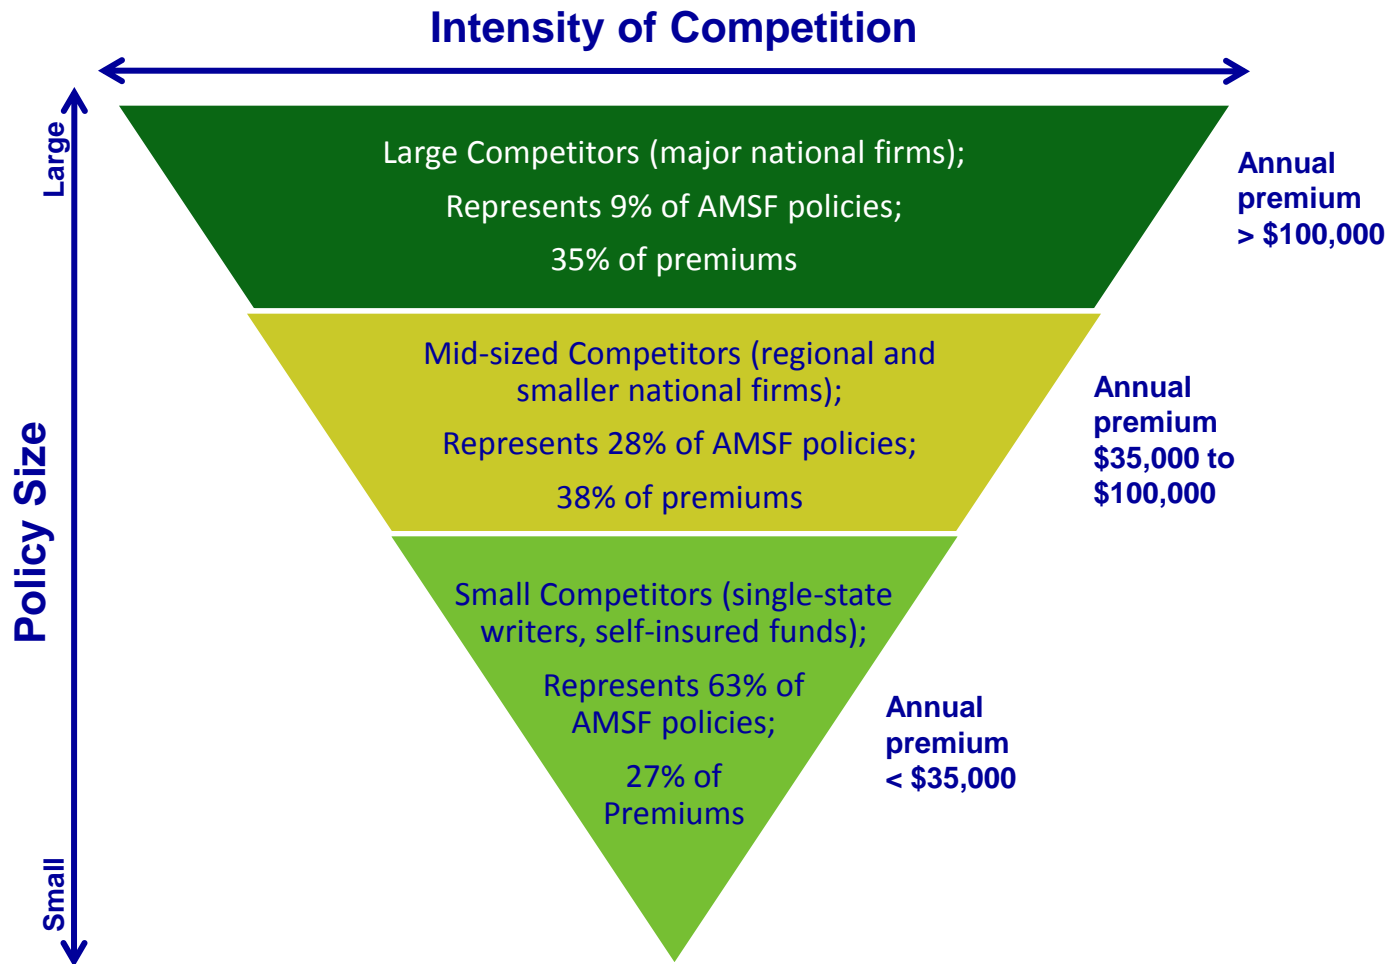 Intensity of Competition
Large
Large Competitors (major national firms);
Represents 9% of AMSF policies;
35% of premiums
Annual
premium
> $100,000
Mid-sized Competitors (regional and
smaller national firms);
Represents 28% of AMSF policies;
38% of premiums
Annual
premium
$35,000 to
$100,000
Policy Size
Small Competitors (single-state
writers, self-insured funds);
Represents 63% of
AMSF policies;
27% of
Premiums
Annual
premium
< $35,000
Small